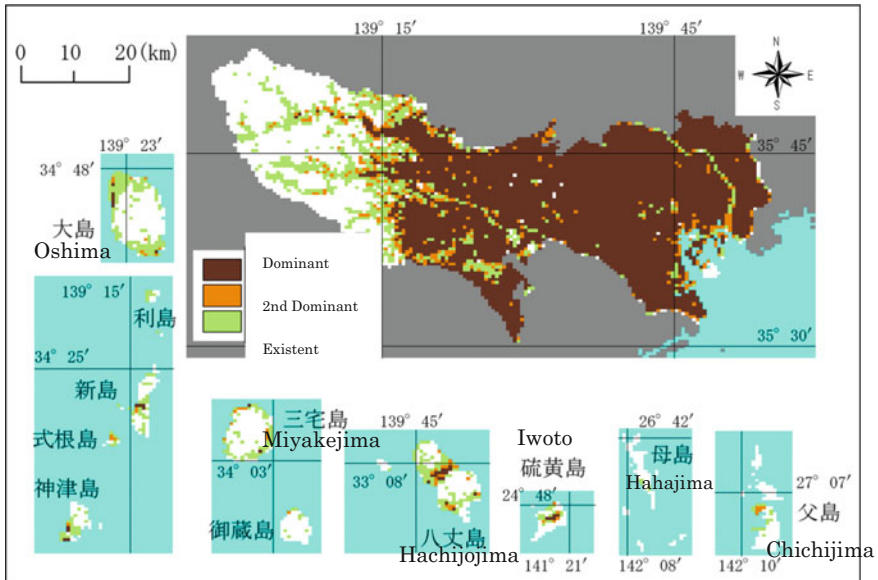 0 10 20 (km)
139° 15′ 139° 45′
N
W E
S
139° 23′
34° 48′
35° 45′
大島
Oshima
Dominant
2nd Dominant
Existent
35° 30′
139° 15′
利島
34° 25′
新島
式根島
神津島
三宅島
Miyakejima
34° 03′
御蔵島
139° 45′
33° 08′
八丈島
Hachijojima
Iwoto
硫黄島
24° 48′
141° 21′
26° 42′
母島
Hahajima
142° 08′
27° 07′
父島
Chichijima
142° 10′